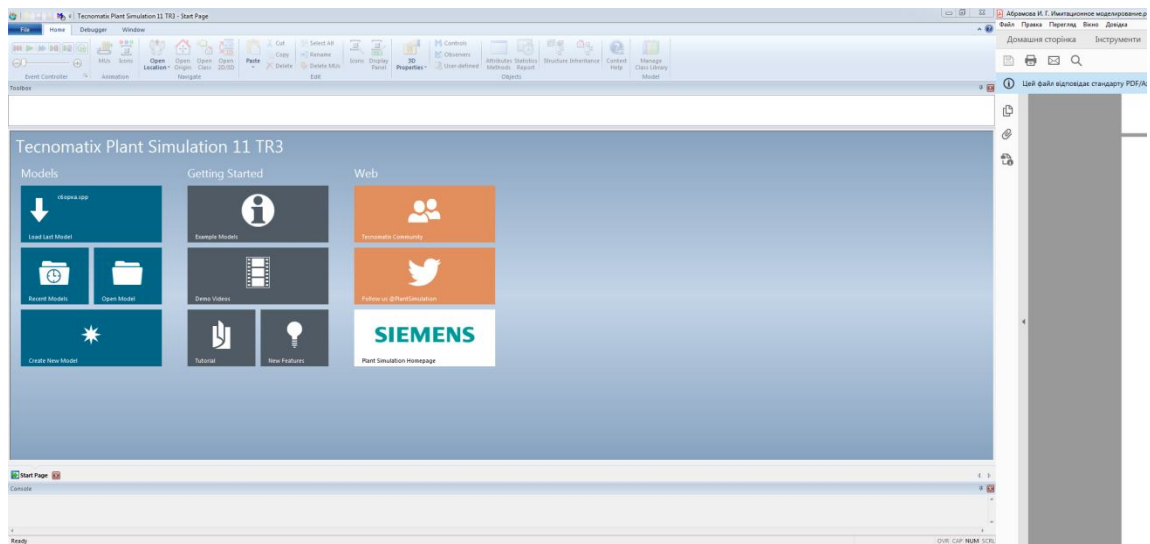 Tecnomatix Plant Simulation 11 TR3 - Start Page
File Home Debugger Window
Cut
Copy
Delete
Select All
Rename
Delete MUs
Controls
Observers
User-defined
MUs Icons
Open Location
Open Origin
Open Class
Open 2D/3D
Paste
Icons Display Panel
3D Properties
Attributes Methods
Statistics Report
Structure Inheritance
Context Help
Manage Class Library
Event Controller Animation Navigate Edit Objects Model
Toolbox
Tecnomatix Plant Simulation 11 TR3
Models Getting Started Web
сборка.spp
Load Last Model
Example Models
Tecnomatix Community
Recent Models
Open Model
Demo Videos
Follow us @PlantSimulation
Create New Model
Tutorial
New Features
SIEMENS
Plant Simulation Homepage
Start Page
Console
Ready
OVR CAP NUM SCRL
Абрамова И. Г. Имитационное моделирование.p
Файл Правка Перегляд Вікно Довідка
Домашня сторінка Інструменти
Цей файл відповідає стандарту PDF/A